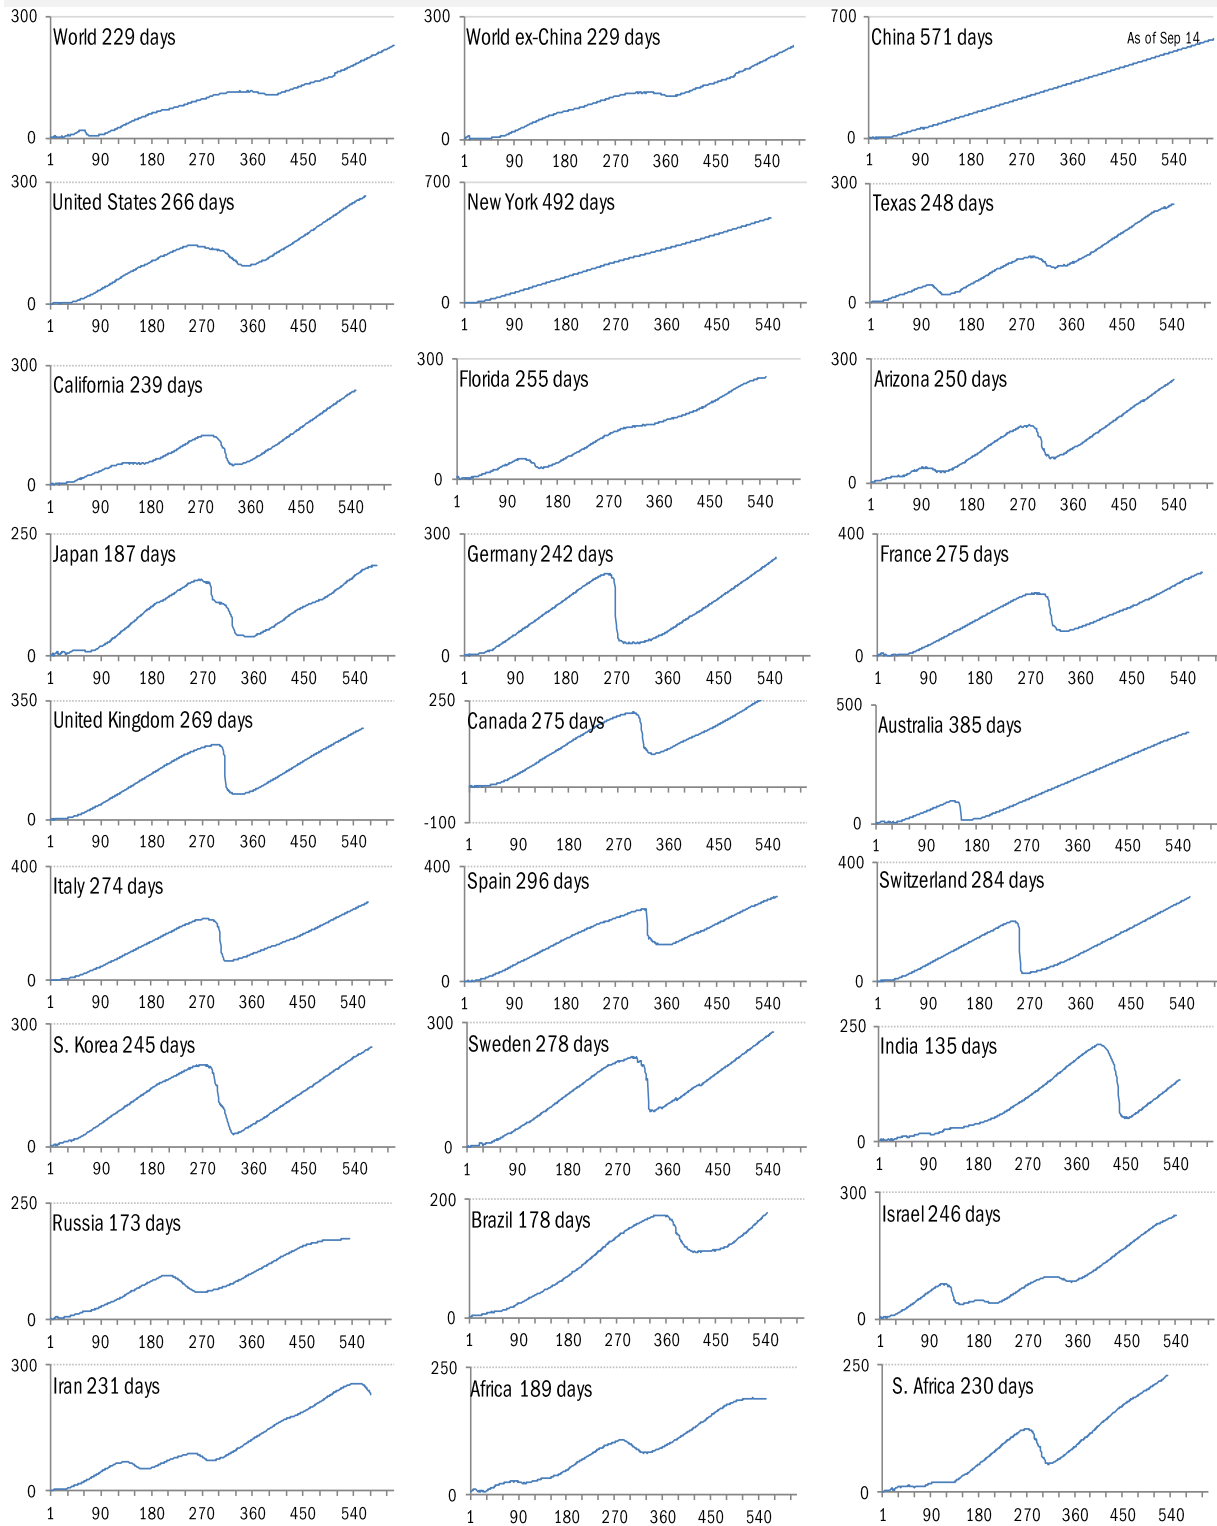 300 300 700
World 229 days World ex-China 229 days China 571 days As of Sep 14
0 0 0
1 90 180 270 360 450 540 1 90 180 270 360 450 540 1 90 180 270 360 450 540
300 700 300
United States 266 days New York 492 days Texas 248 days
0 0 0
1 90 180 270 360 450 540 1 90 180 270 360 450 540 1 90 180 270 360 450 540
300 300 300
California 239 days Florida 255 days Arizona 250 days
0 0 0
1 90 180 270 360 450 540 1 90 180 270 360 450 540 1 90 180 270 360 450 540
250 300 400
Japan 187 days Germany 242 days France 275 days
0 0 0
1 90 180 270 360 450 540 1 90 180 270 360 450 540 1 90 180 270 360 450 540
350 250 500
United Kingdom 269 days Canada 275 days Australia 385 days
0 -100 0
1 90 180 270 360 450 540 1 90 180 270 360 450 540 1 90 180 270 360 450 540
400 400 400
Italy 274 days Spain 296 days Switzerland 284 days
0 0 0
1 90 180 270 360 450 540 1 90 180 270 360 450 540 1 90 180 270 360 450 540
300 300 250
S. Korea 245 days Sweden 278 days India 135 days
0 0 0
1 90 180 270 360 450 540 1 90 180 270 360 450 540 1 90 180 270 360 450 540
250 200 300
Russia 173 days Brazil 178 days Israel 246 days
0 0 0
1 90 180 270 360 450 540 1 90 180 270 360 450 540 1 90 180 270 360 450 540
300 250 250
Iran 231 days Africa 189 days S. Africa 230 days
0 0 0
1 90 180 270 360 450 540 1 90 180 270 360 450 540 1 90 180 270 360 450 540